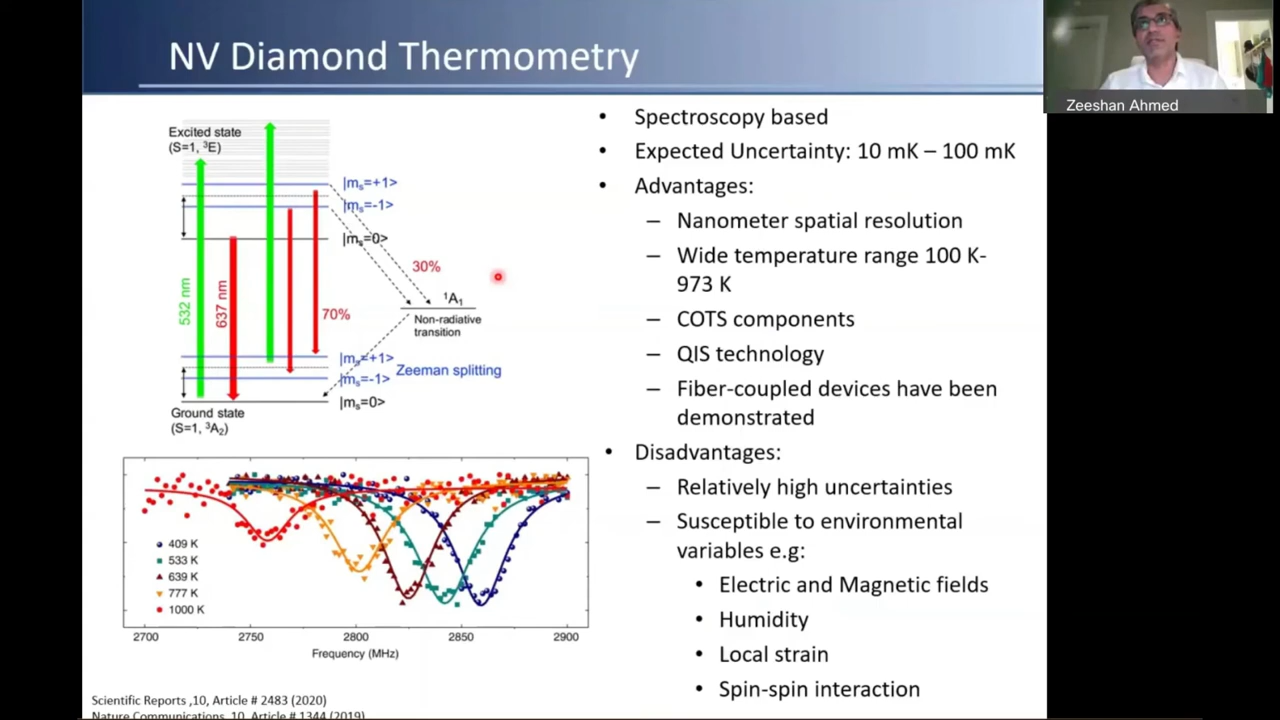 NV Diamond Thermometry
Zeeshan Ahmed
Excited state
(S=1, ³E)
|mₛ=+1>
|mₛ=-1>
|mₛ=0>
532 nm
637 nm
30%
70%
¹A₁
Non-radiative
transition
|mₛ=+1>
|mₛ=-1>
|mₛ=0>
Zeeman splitting
Ground state
(S=1, ³A₂)
409 K
533 K
639 K
777 K
1000 K
2700 2750 2800 2850 2900
Frequency (MHz)
Scientific Reports ,10, Article # 2483 (2020)
Nature Communications, 10, Article # 1344 (2019)
• Spectroscopy based
• Expected Uncertainty: 10 mK – 100 mK
• Advantages:
– Nanometer spatial resolution
– Wide temperature range 100 K-
973 K
– COTS components
– QIS technology
– Fiber-coupled devices have been
demonstrated
• Disadvantages:
– Relatively high uncertainties
– Susceptible to environmental
variables e.g:
• Electric and Magnetic fields
• Humidity
• Local strain
• Spin-spin interaction